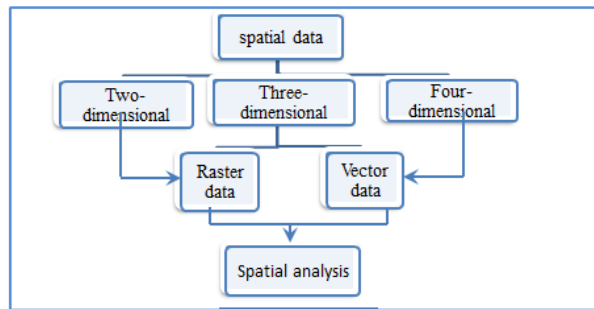 spatial data
Two-
dimensional
Three-
dimensional
Four-
dimensional
Raster
data
Vector
data
Spatial analysis